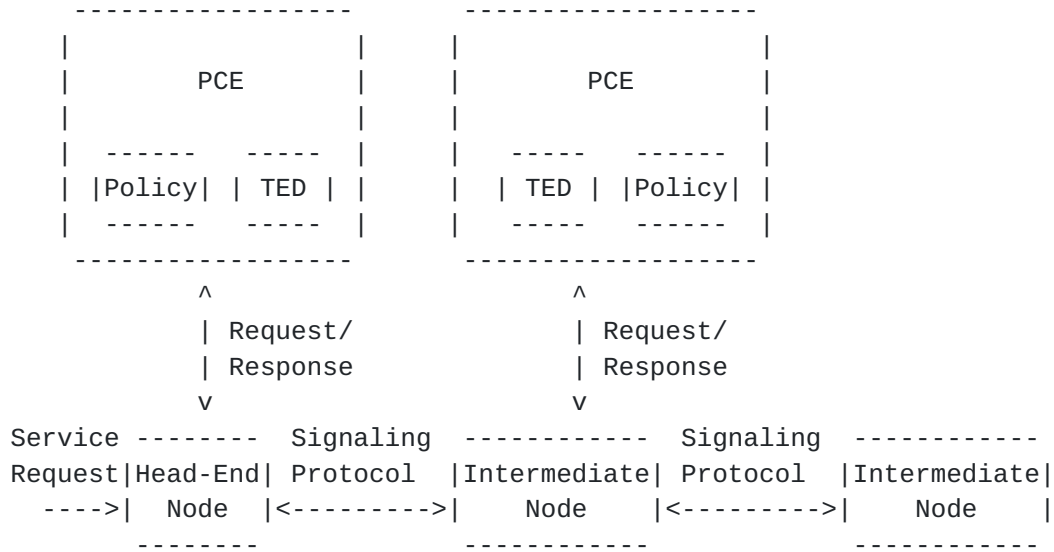 ------------------       -------------------
|                  |     |                   |
|        PCE       |     |        PCE        |
|                  |     |                   |
|  ------   -----  |     |   -----   ------  |
| |Policy| | TED | |     |  | TED | |Policy| |
|  ------   -----  |     |   -----   ------  |
------------------       -------------------
^                       ^
| Request/              | Request/
| Response              | Response
v                       v
Service --------  Signaling  ------------  Signaling  ------------
Request|Head-End| Protocol  |Intermediate| Protocol  |Intermediate|
---->|  Node  |<--------->|    Node    |<--------->|    Node    |
--------             ------------             ------------